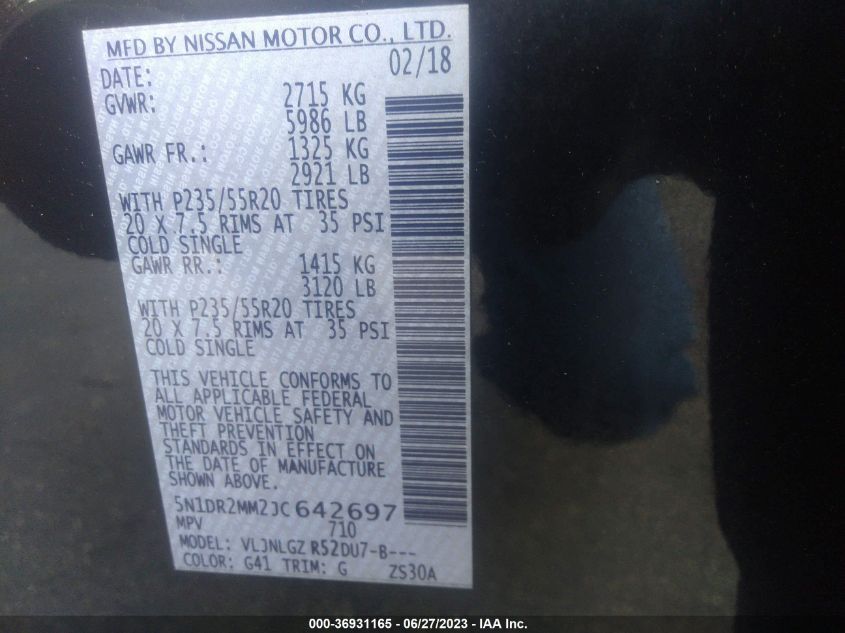 MFD BY NISSAN MOTOR CO., LTD.
DATE: 02/18
GVWR: 2715 KG
5986 LB
GAWR FR.: 1325 KG
2921 LB
WITH P235/55R20 TIRES
20 X 7.5 RIMS AT 35 PSI
COLD SINGLE
GAWR RR.: 1415 KG
3120 LB
WITH P235/55R20 TIRES
20 X 7.5 RIMS AT 35 PSI
COLD SINGLE
THIS VEHICLE CONFORMS TO
ALL APPLICABLE FEDERAL
MOTOR VEHICLE SAFETY AND
THEFT PREVENTION
STANDARDS IN EFFECT ON
THE DATE OF MANUFACTURE
SHOWN ABOVE.
5N1DR2MM2JC642697
MPV 710
MODEL: VLJNLGZ R52DU7-B---
COLOR: G41 TRIM: G ZS30A
000-36931165 / 06/27/2023 / IAA Inc.